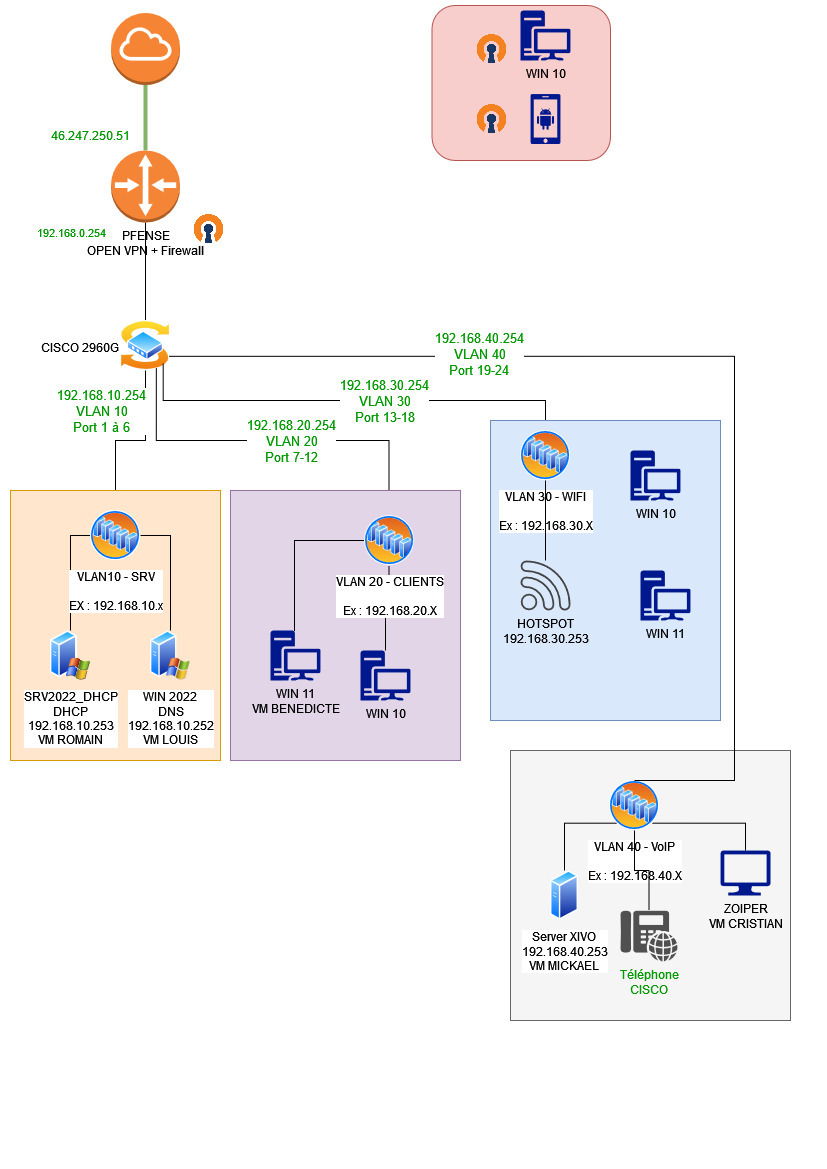 WIN 10
46.247.250.51
192.168.0.254
PFENSE
OPEN VPN + Firewall
CISCO 2960G
192.168.40.254
VLAN 40
Port 19-24
192.168.30.254
VLAN 30
Port 13-18
192.168.10.254
VLAN 10
Port 1 à 6
192.168.20.254
VLAN 20
Port 7-12
VLAN10 - SRV
EX : 192.168.10.x
SRV2022_DHCP
DHCP
192.168.10.253
VM ROMAIN
WIN 2022
DNS
192.168.10.252
VM LOUIS
VLAN 20 - CLIENTS
Ex : 192.168.20.X
WIN 11
VM BENEDICTE
WIN 10
VLAN 30 - WIFI
Ex : 192.168.30.X
HOTSPOT
192.168.30.253
WIN 10
WIN 11
VLAN 40 - VoIP
Ex : 192.168.40.X
Server XIVO
192.168.40.253
VM MICKAEL
Téléphone
CISCO
ZOIPER
VM CRISTIAN